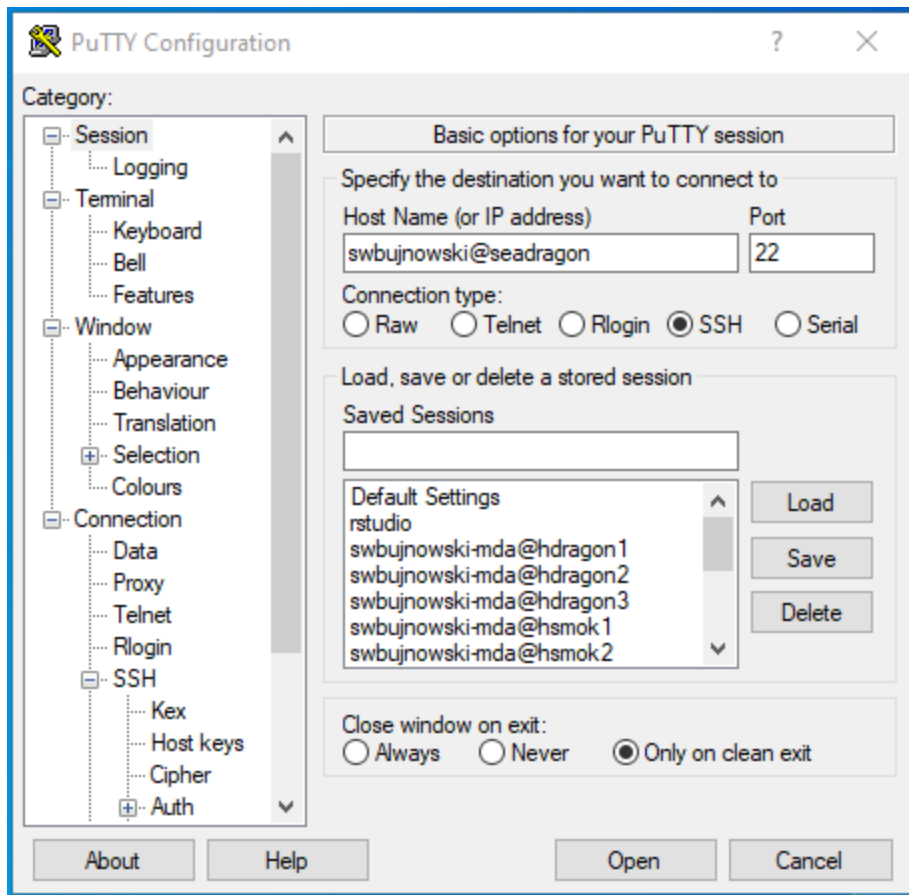 PuTTY Configuration
?
Category:
Session
Logging
Terminal
Keyboard
Bell
Features
Window
Appearance
Behaviour
Translation
Selection
Colours
Connection
Data
Proxy
Telnet
Rlogin
SSH
Kex
Host keys
Cipher
Auth
Basic options for your PuTTY session
Specify the destination you want to connect to
Host Name (or IP address) Port
swbujnowski@seadragon 22
Connection type:
Raw Telnet Rlogin SSH Serial
Load, save or delete a stored session
Saved Sessions
Default Settings
rstudio
swbujnowski-mda@hdragon1
swbujnowski-mda@hdragon2
swbujnowski-mda@hdragon3
swbujnowski-mda@hsmok1
swbujnowski-mda@hsmok2
Load
Save
Delete
Close window on exit:
Always Never Only on clean exit
About Help Open Cancel